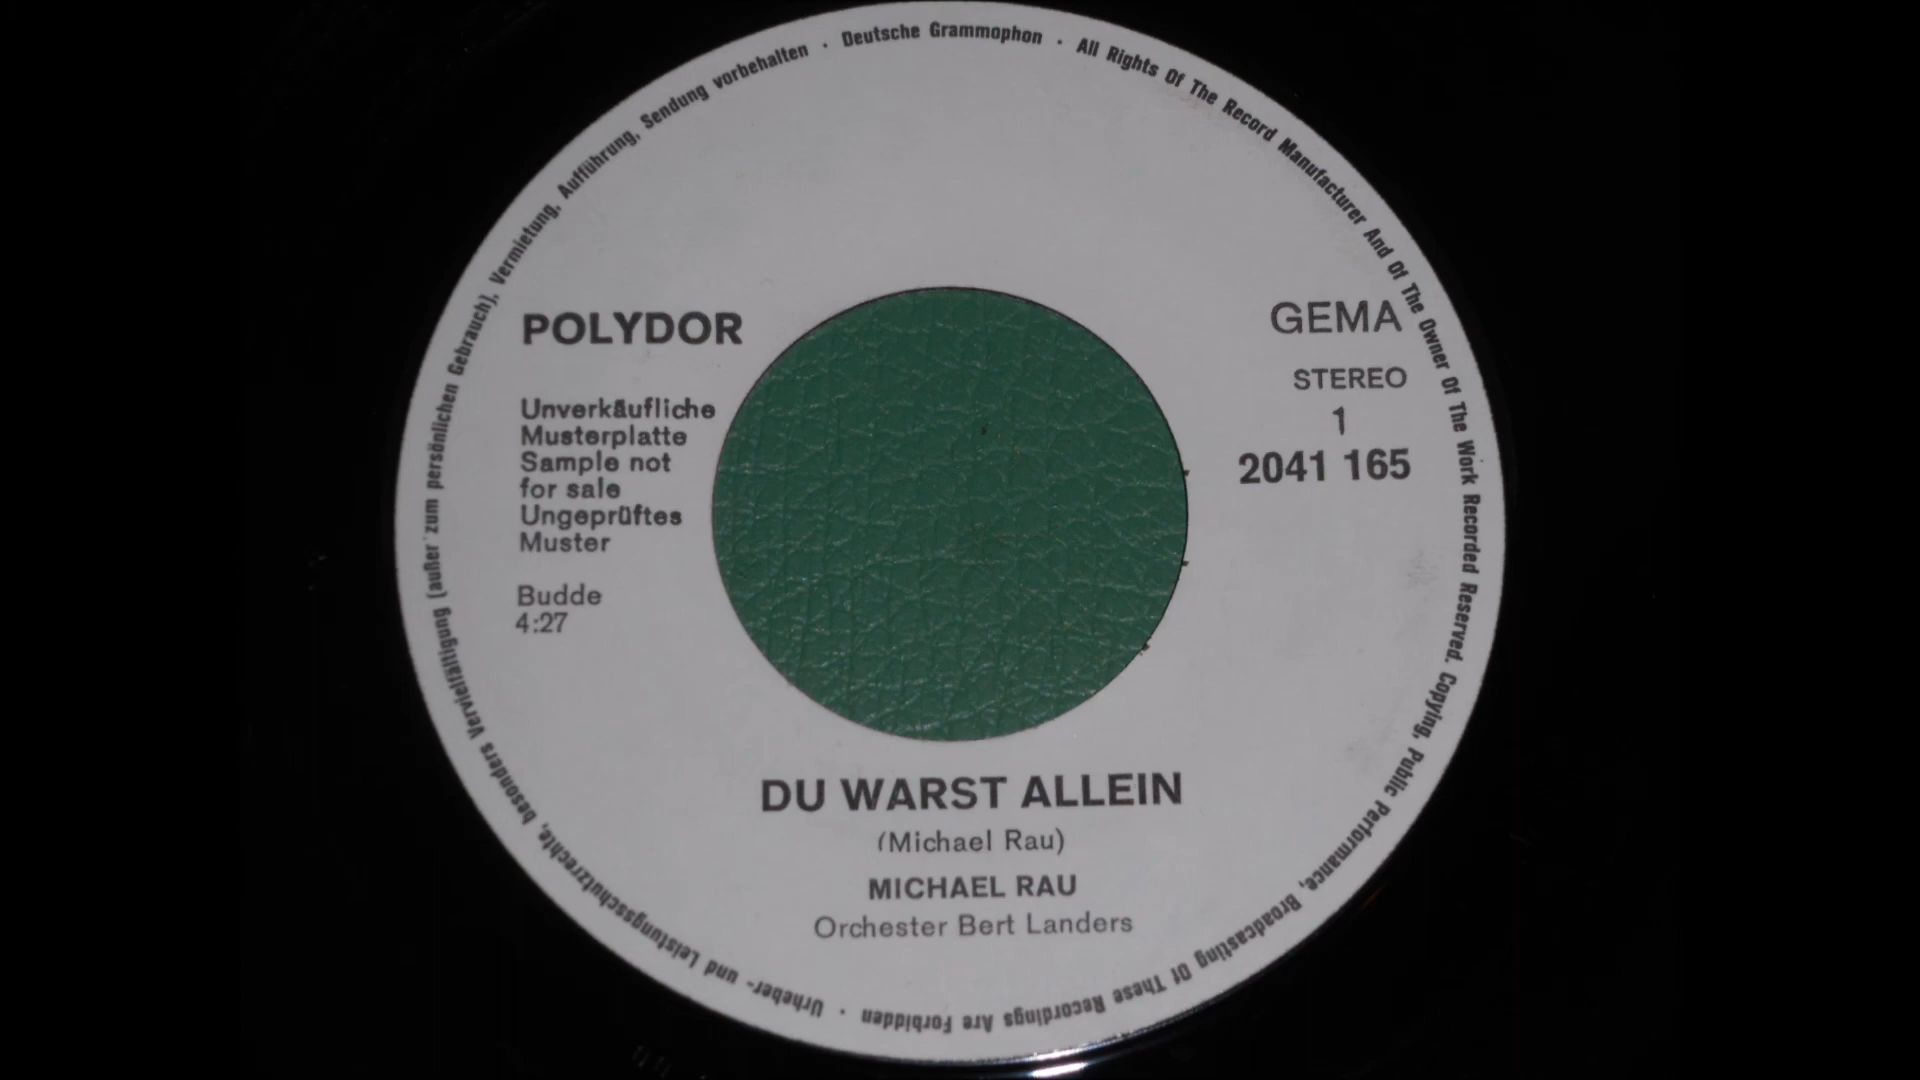 Deutsche Grammophon · All Rights Of The Record Manufacturer And Of The Owner Of The Work Recorded Reserved. Copying, Public Performance, Broadcasting Of These Recordings Are Forbidden · Urheber- und Leistungsschutzrechte, besonders Vervielfältigung (außer zum persönlichen Gebrauch), Vermietung, Aufführung, Sendung vorbehalten ·
POLYDOR
Unverkäufliche
Musterplatte
Sample not
for sale
Ungeprüftes
Muster
Budde
4:27
GEMA
STEREO
1
2041 165
DU WARST ALLEIN
(Michael Rau)
MICHAEL RAU
Orchester Bert Landers